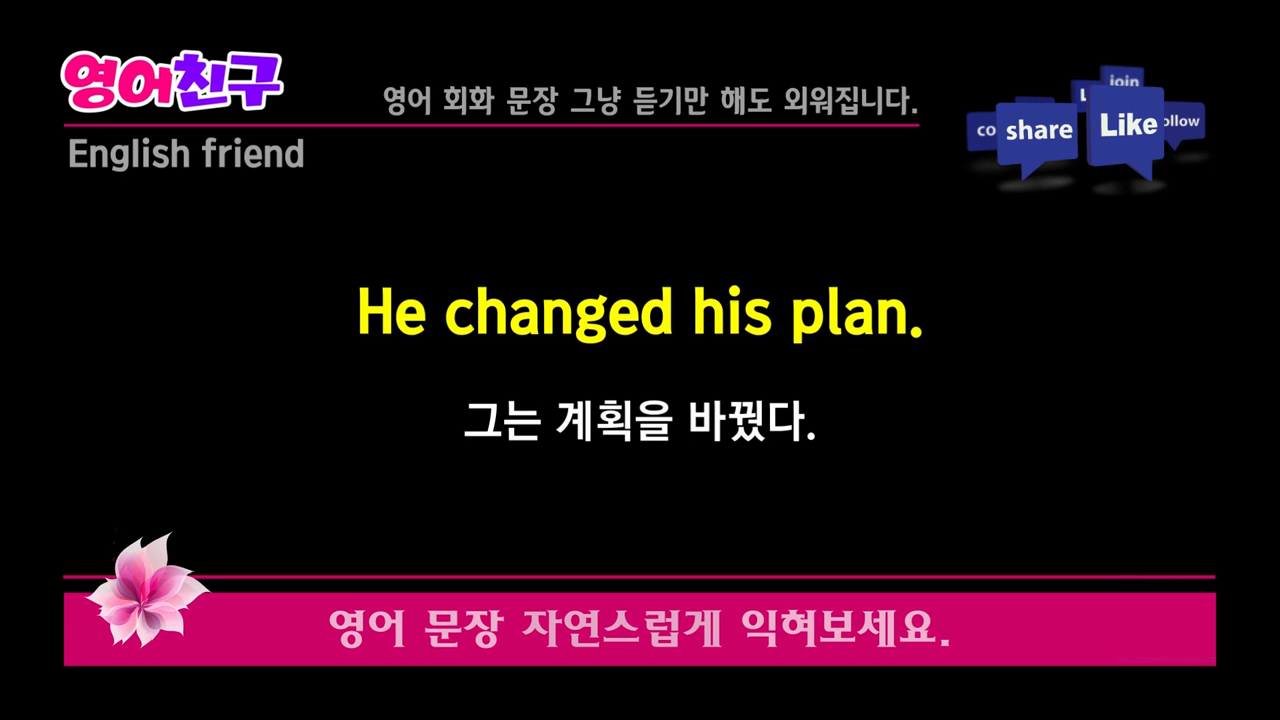 영어친구
영어 회화 문장 그냥 듣기만 해도 외워집니다.
English friend
join
share
Like
He changed his plan.
그는 계획을 바꿨다.
영어 문장 자연스럽게 익혀보세요.